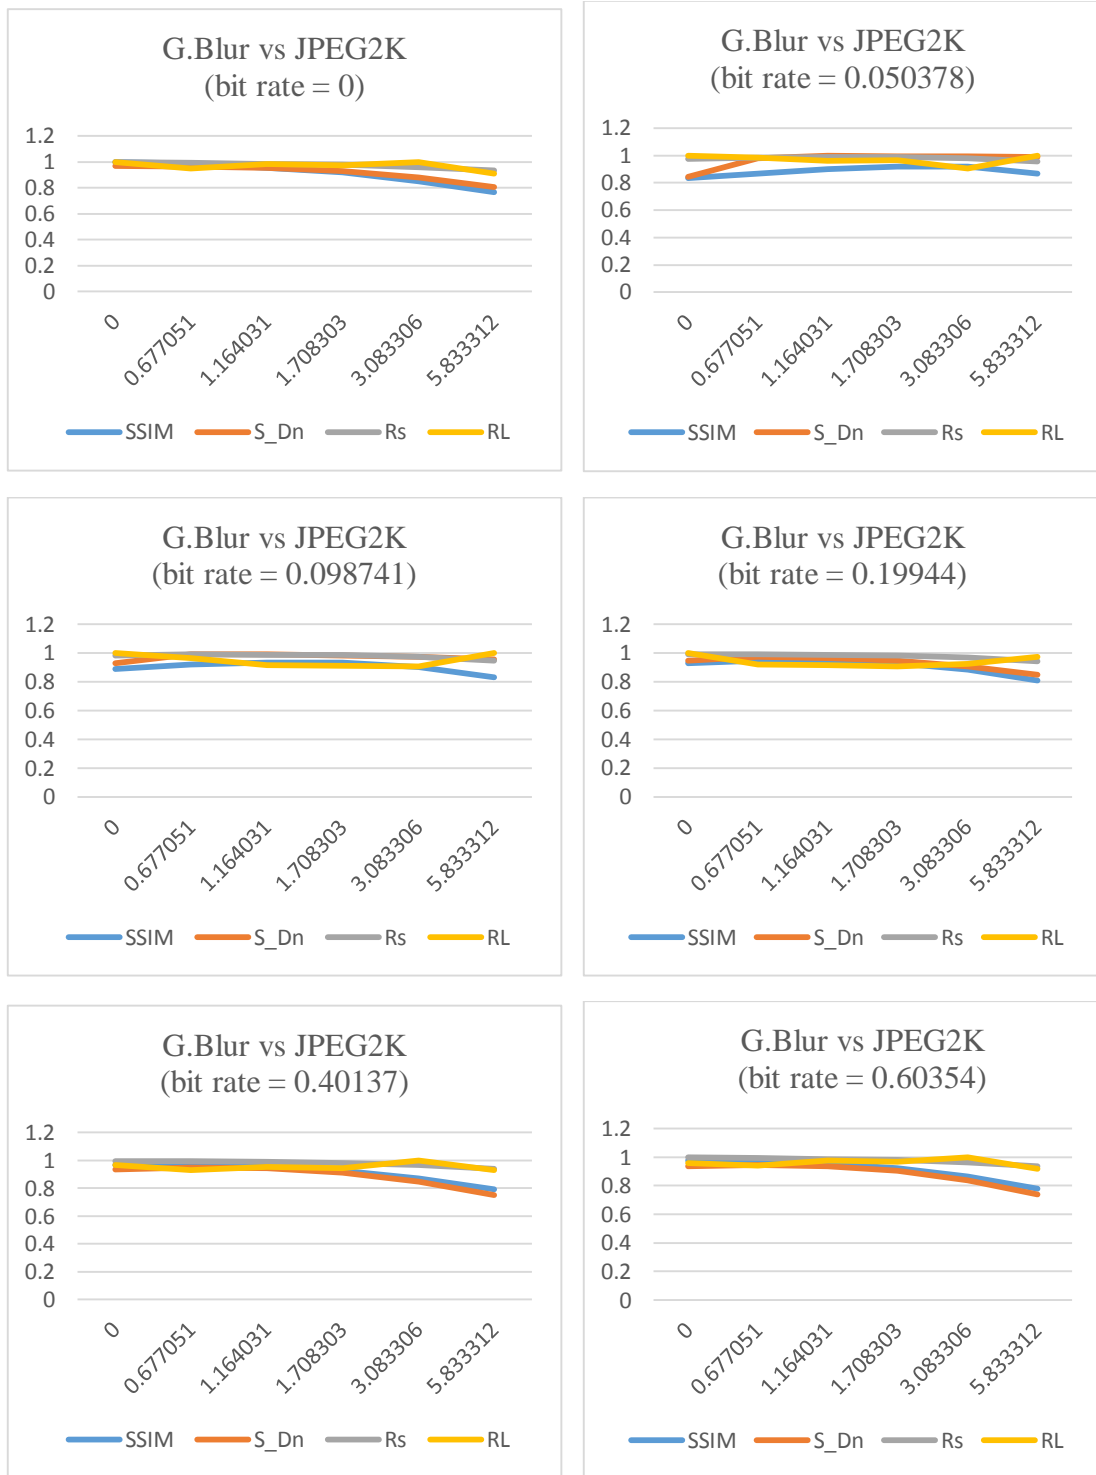 G.Blur vs JPEG2K
(bit rate = 0)
1.2
1
0.8
0.6
0.4
0.2
0
0 0.677051 1.164031 1.708303 3.083306 5.833312
SSIM S_Dn Rs RL
G.Blur vs JPEG2K
(bit rate = 0.050378)
1.2
1
0.8
0.6
0.4
0.2
0
0 0.677051 1.164031 1.708303 3.083306 5.833312
SSIM S_Dn Rs RL
G.Blur vs JPEG2K
(bit rate = 0.098741)
1.2
1
0.8
0.6
0.4
0.2
0
0 0.677051 1.164031 1.708303 3.083306 5.833312
SSIM S_Dn Rs RL
G.Blur vs JPEG2K
(bit rate = 0.19944)
1.2
1
0.8
0.6
0.4
0.2
0
0 0.677051 1.164031 1.708303 3.083306 5.833312
SSIM S_Dn Rs RL
G.Blur vs JPEG2K
(bit rate = 0.40137)
1.2
1
0.8
0.6
0.4
0.2
0
0 0.677051 1.164031 1.708303 3.083306 5.833312
SSIM S_Dn Rs RL
G.Blur vs JPEG2K
(bit rate = 0.60354)
1.2
1
0.8
0.6
0.4
0.2
0
0 0.677051 1.164031 1.708303 3.083306 5.833312
SSIM S_Dn Rs RL